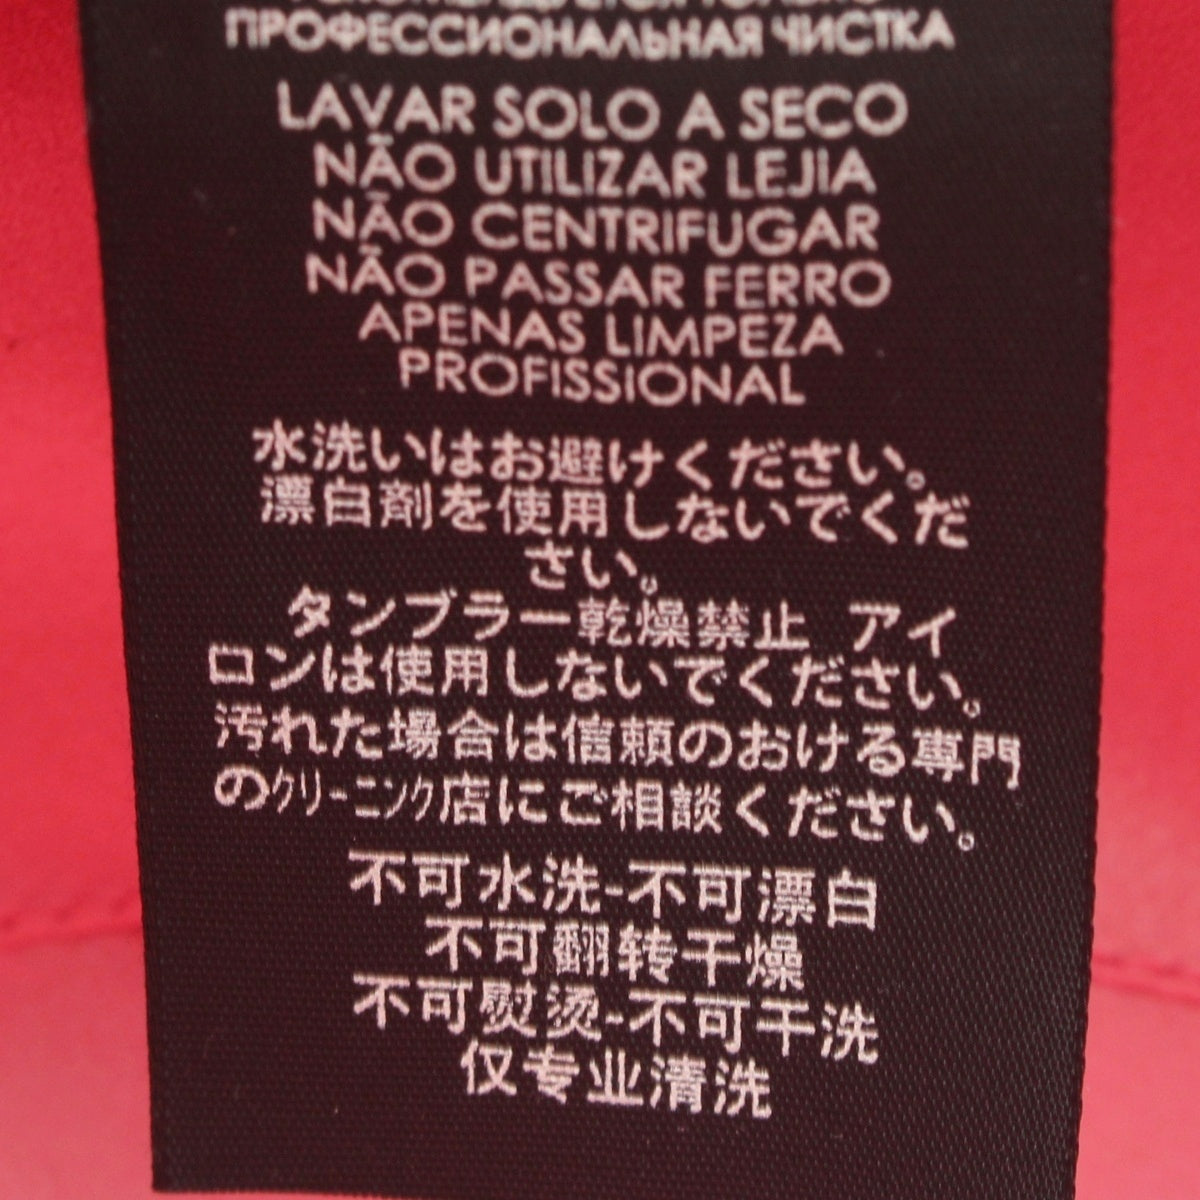 ПРОФЕССИОНАЛЬНАЯ ЧИСТКА
LAVAR SOLO A SECO
NÃO UTILIZAR LEJIA
NÃO CENTRIFUGAR
NÃO PASSAR FERRO
APENAS LIMPEZA
PROFISSIONAL
水洗いはお避けください。
漂白剤を使用しないでくだ
さい。
タンブラー乾燥禁止 アイ
ロンは使用しないでください。
汚れた場合は信頼のおける専門
のクリーニンク店にご相談ください。
不可水洗-不可漂白
不可翻转干燥
不可熨烫-不可干洗
仅专业清洗